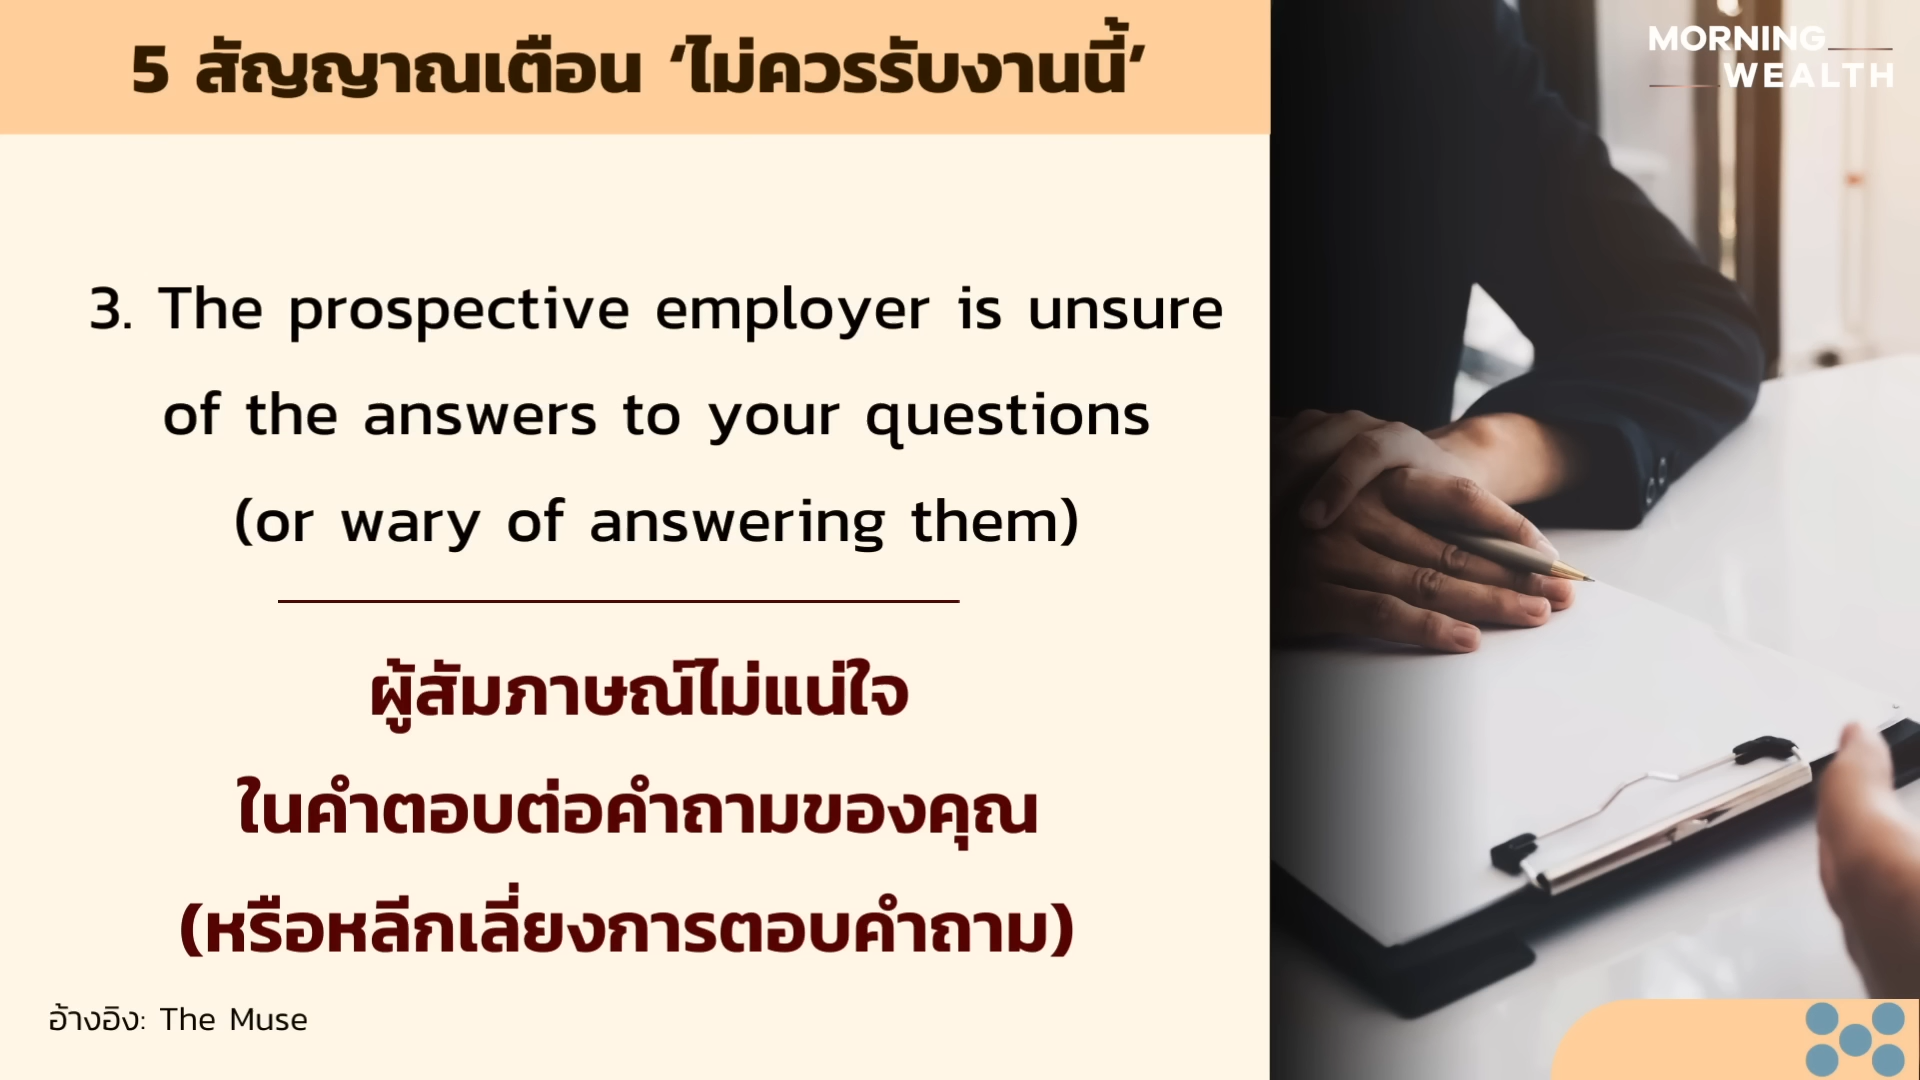 5 สัญญาณเตือน ‘ไม่ควรรับงานนี้’
MORNING
WEALTH
3. The prospective employer is unsure
of the answers to your questions
(or wary of answering them)
ผู้สัมภาษณ์ไม่แน่ใจ
ในคำตอบต่อคำถามของคุณ
(หรือหลีกเลี่ยงการตอบคำถาม)
อ้างอิง: The Muse